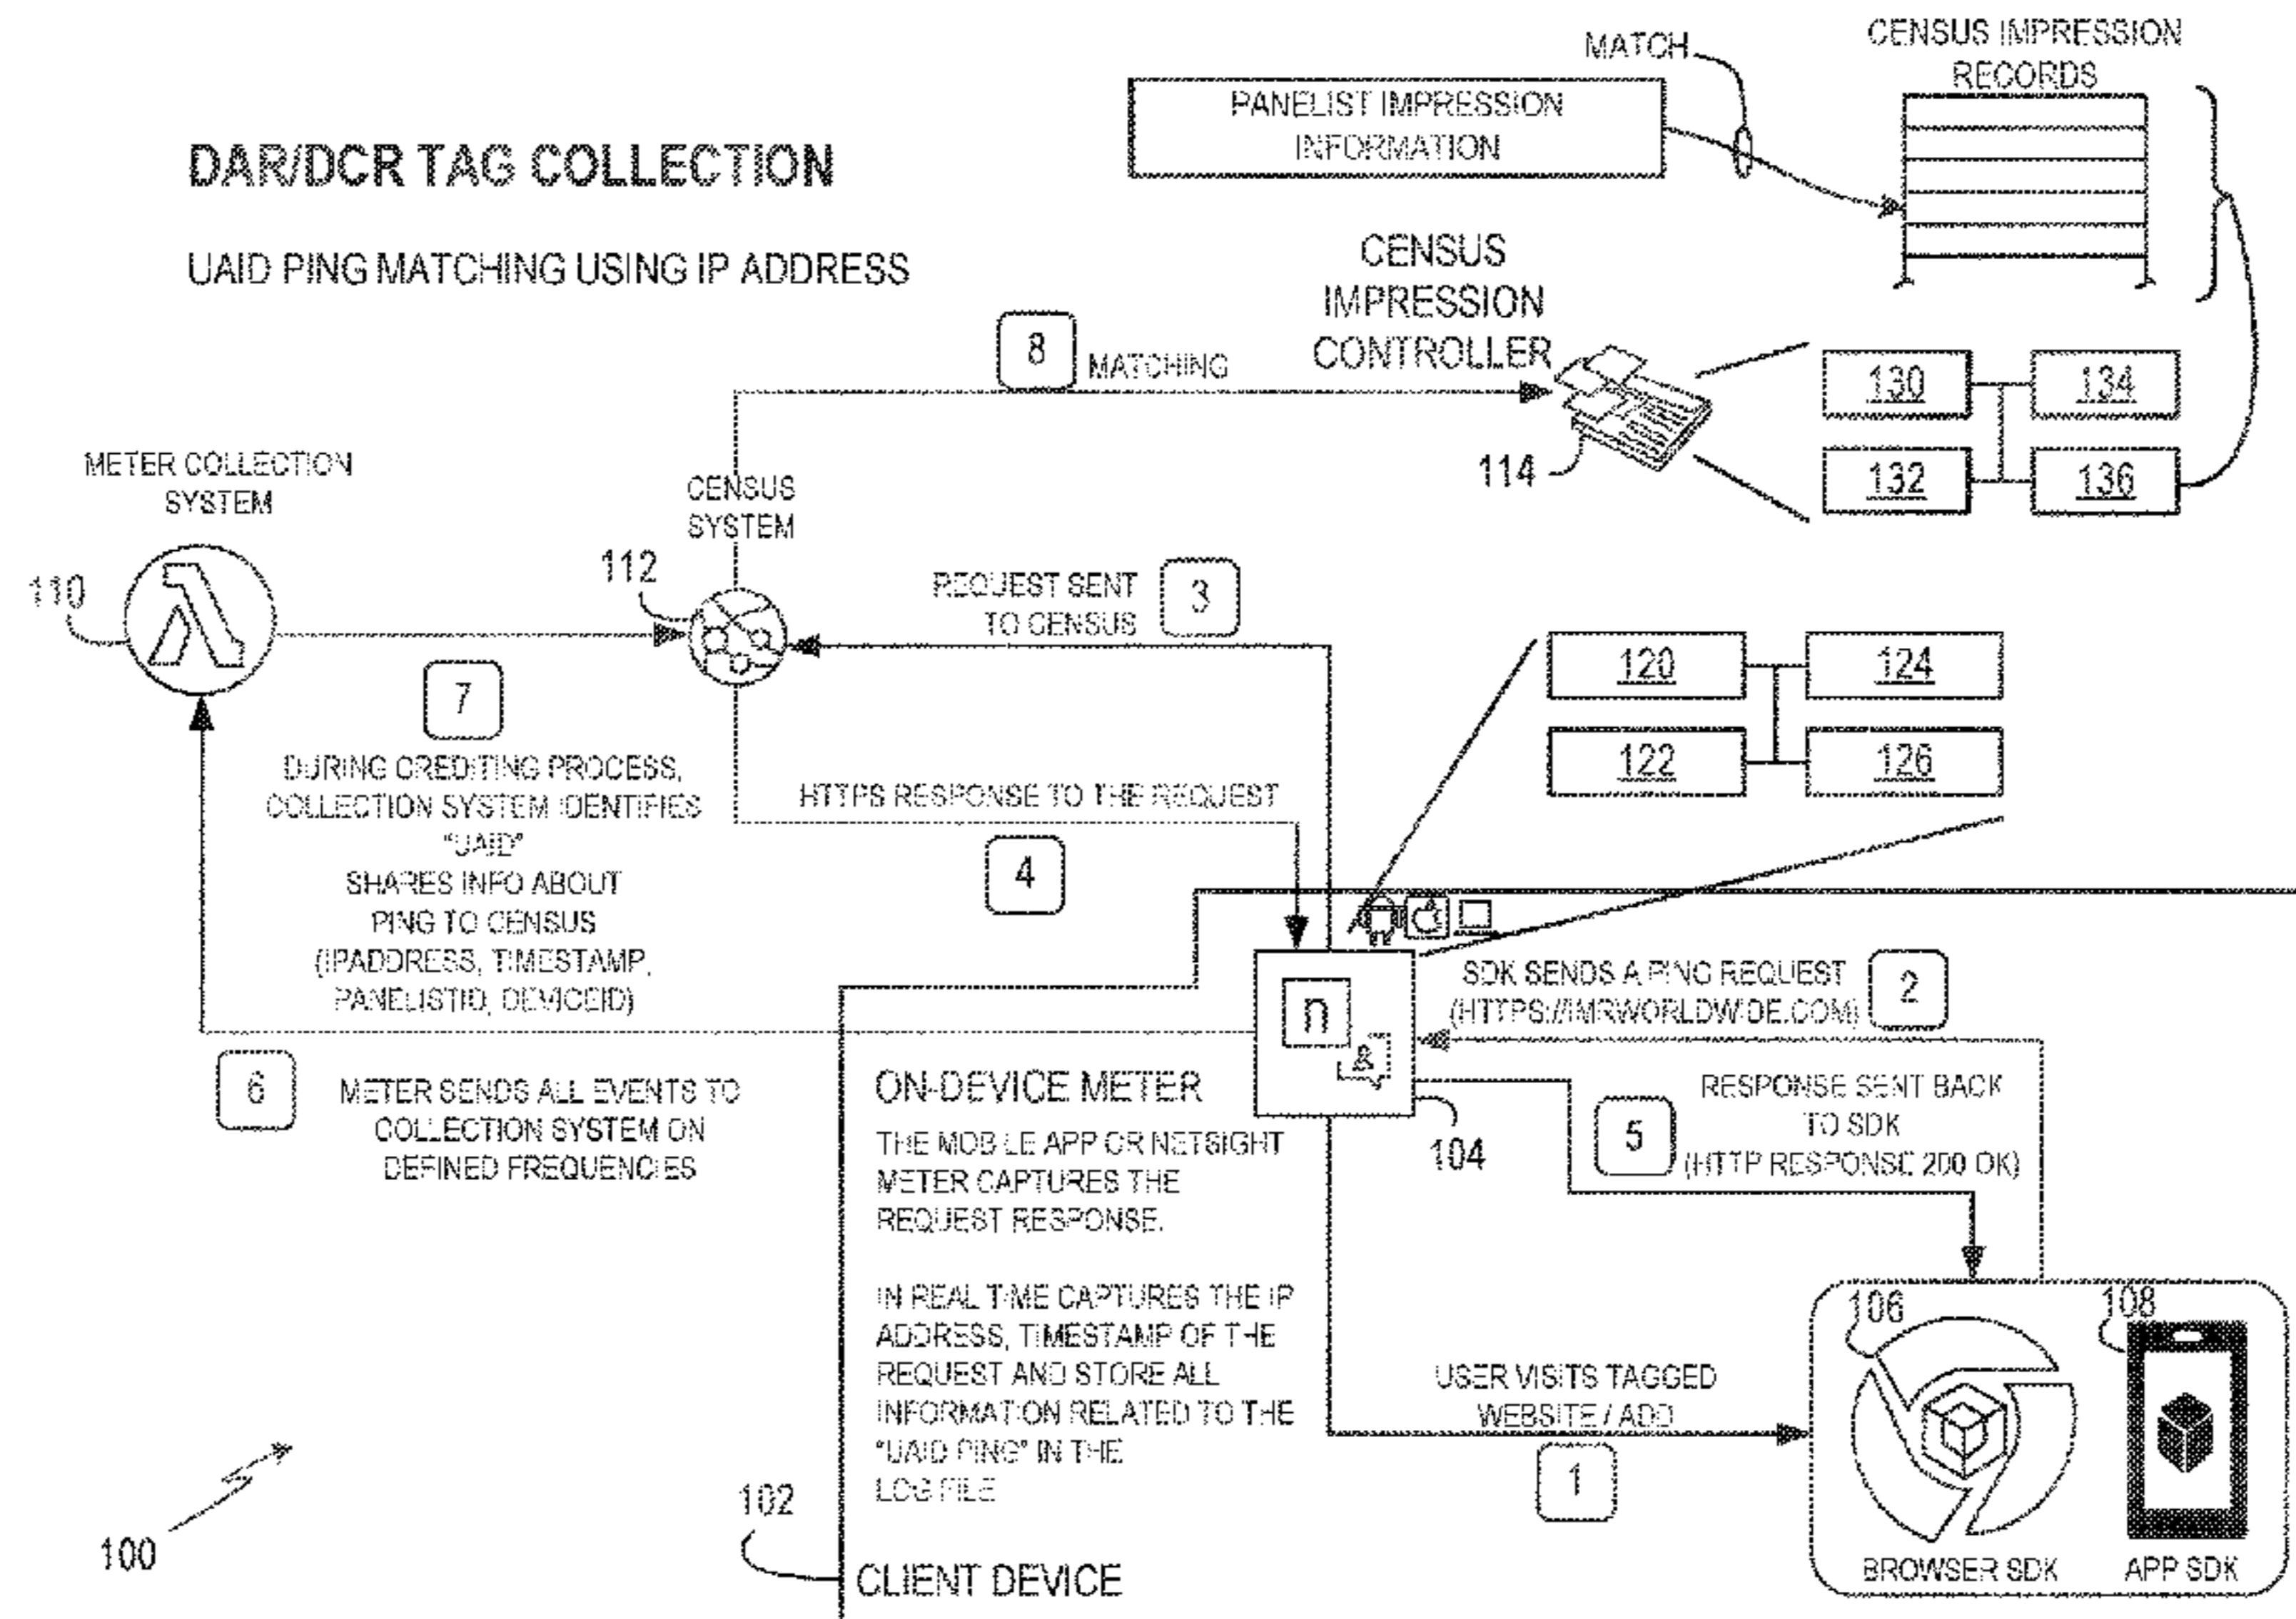 DAR/DCR TAG COLLECTION
UAID PING MATCHING USING IP ADDRESS
MATCH
PANELIST IMPRESSION
INFORMATION
CENSUS IMPRESSION
RECORDS
CENSUS
IMPRESSION
CONTROLLER
8
MATCHING
114
130
134
132
136
METER COLLECTION
SYSTEM
110
CENSUS
SYSTEM
112
REQUEST SENT
TO CENSUS
3
7
DURING CREDITING PROCESS,
COLLECTION SYSTEM IDENTIFIES
"UAID"
SHARES INFO ABOUT
PING TO CENSUS
(IPADDRESS, TIMESTAMP,
PANELISTID, DEVICEID)
HTTPS RESPONSE TO THE REQUEST
4
120
124
122
126
6
METER SENDS ALL EVENTS TO
COLLECTION SYSTEM ON
DEFINED FREQUENCIES
n
104
SDK SENDS A PING REQUEST
(HTTPS://IMRWORLDWIDE.COM)
2
RESPONSE SENT BACK
TO SDK
(HTTP RESPONSE 200 OK)
5
ON-DEVICE METER
THE MOBILE APP OR NETSIGHT
METER CAPTURES THE
REQUEST RESPONSE.
IN REAL TIME CAPTURES THE IP
ADDRESS, TIMESTAMP OF THE
REQUEST AND STORE ALL
INFORMATION RELATED TO THE
"UAID PING" IN THE
LOG FILE
USER VISITS TAGGED
WEBSITE / ADD
1
106
108
BROWSER SDK
APP SDK
102
CLIENT DEVICE
100